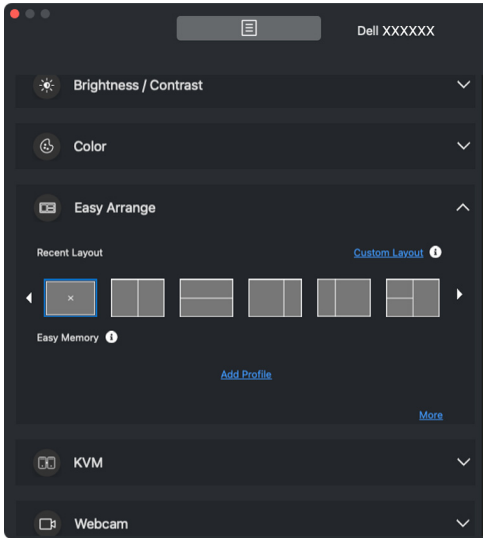 Dell XXXXXX
Brightness / Contrast
Color
Easy Arrange
Recent Layout
Custom Layout
Easy Memory
Add Profile
More
KVM
Webcam